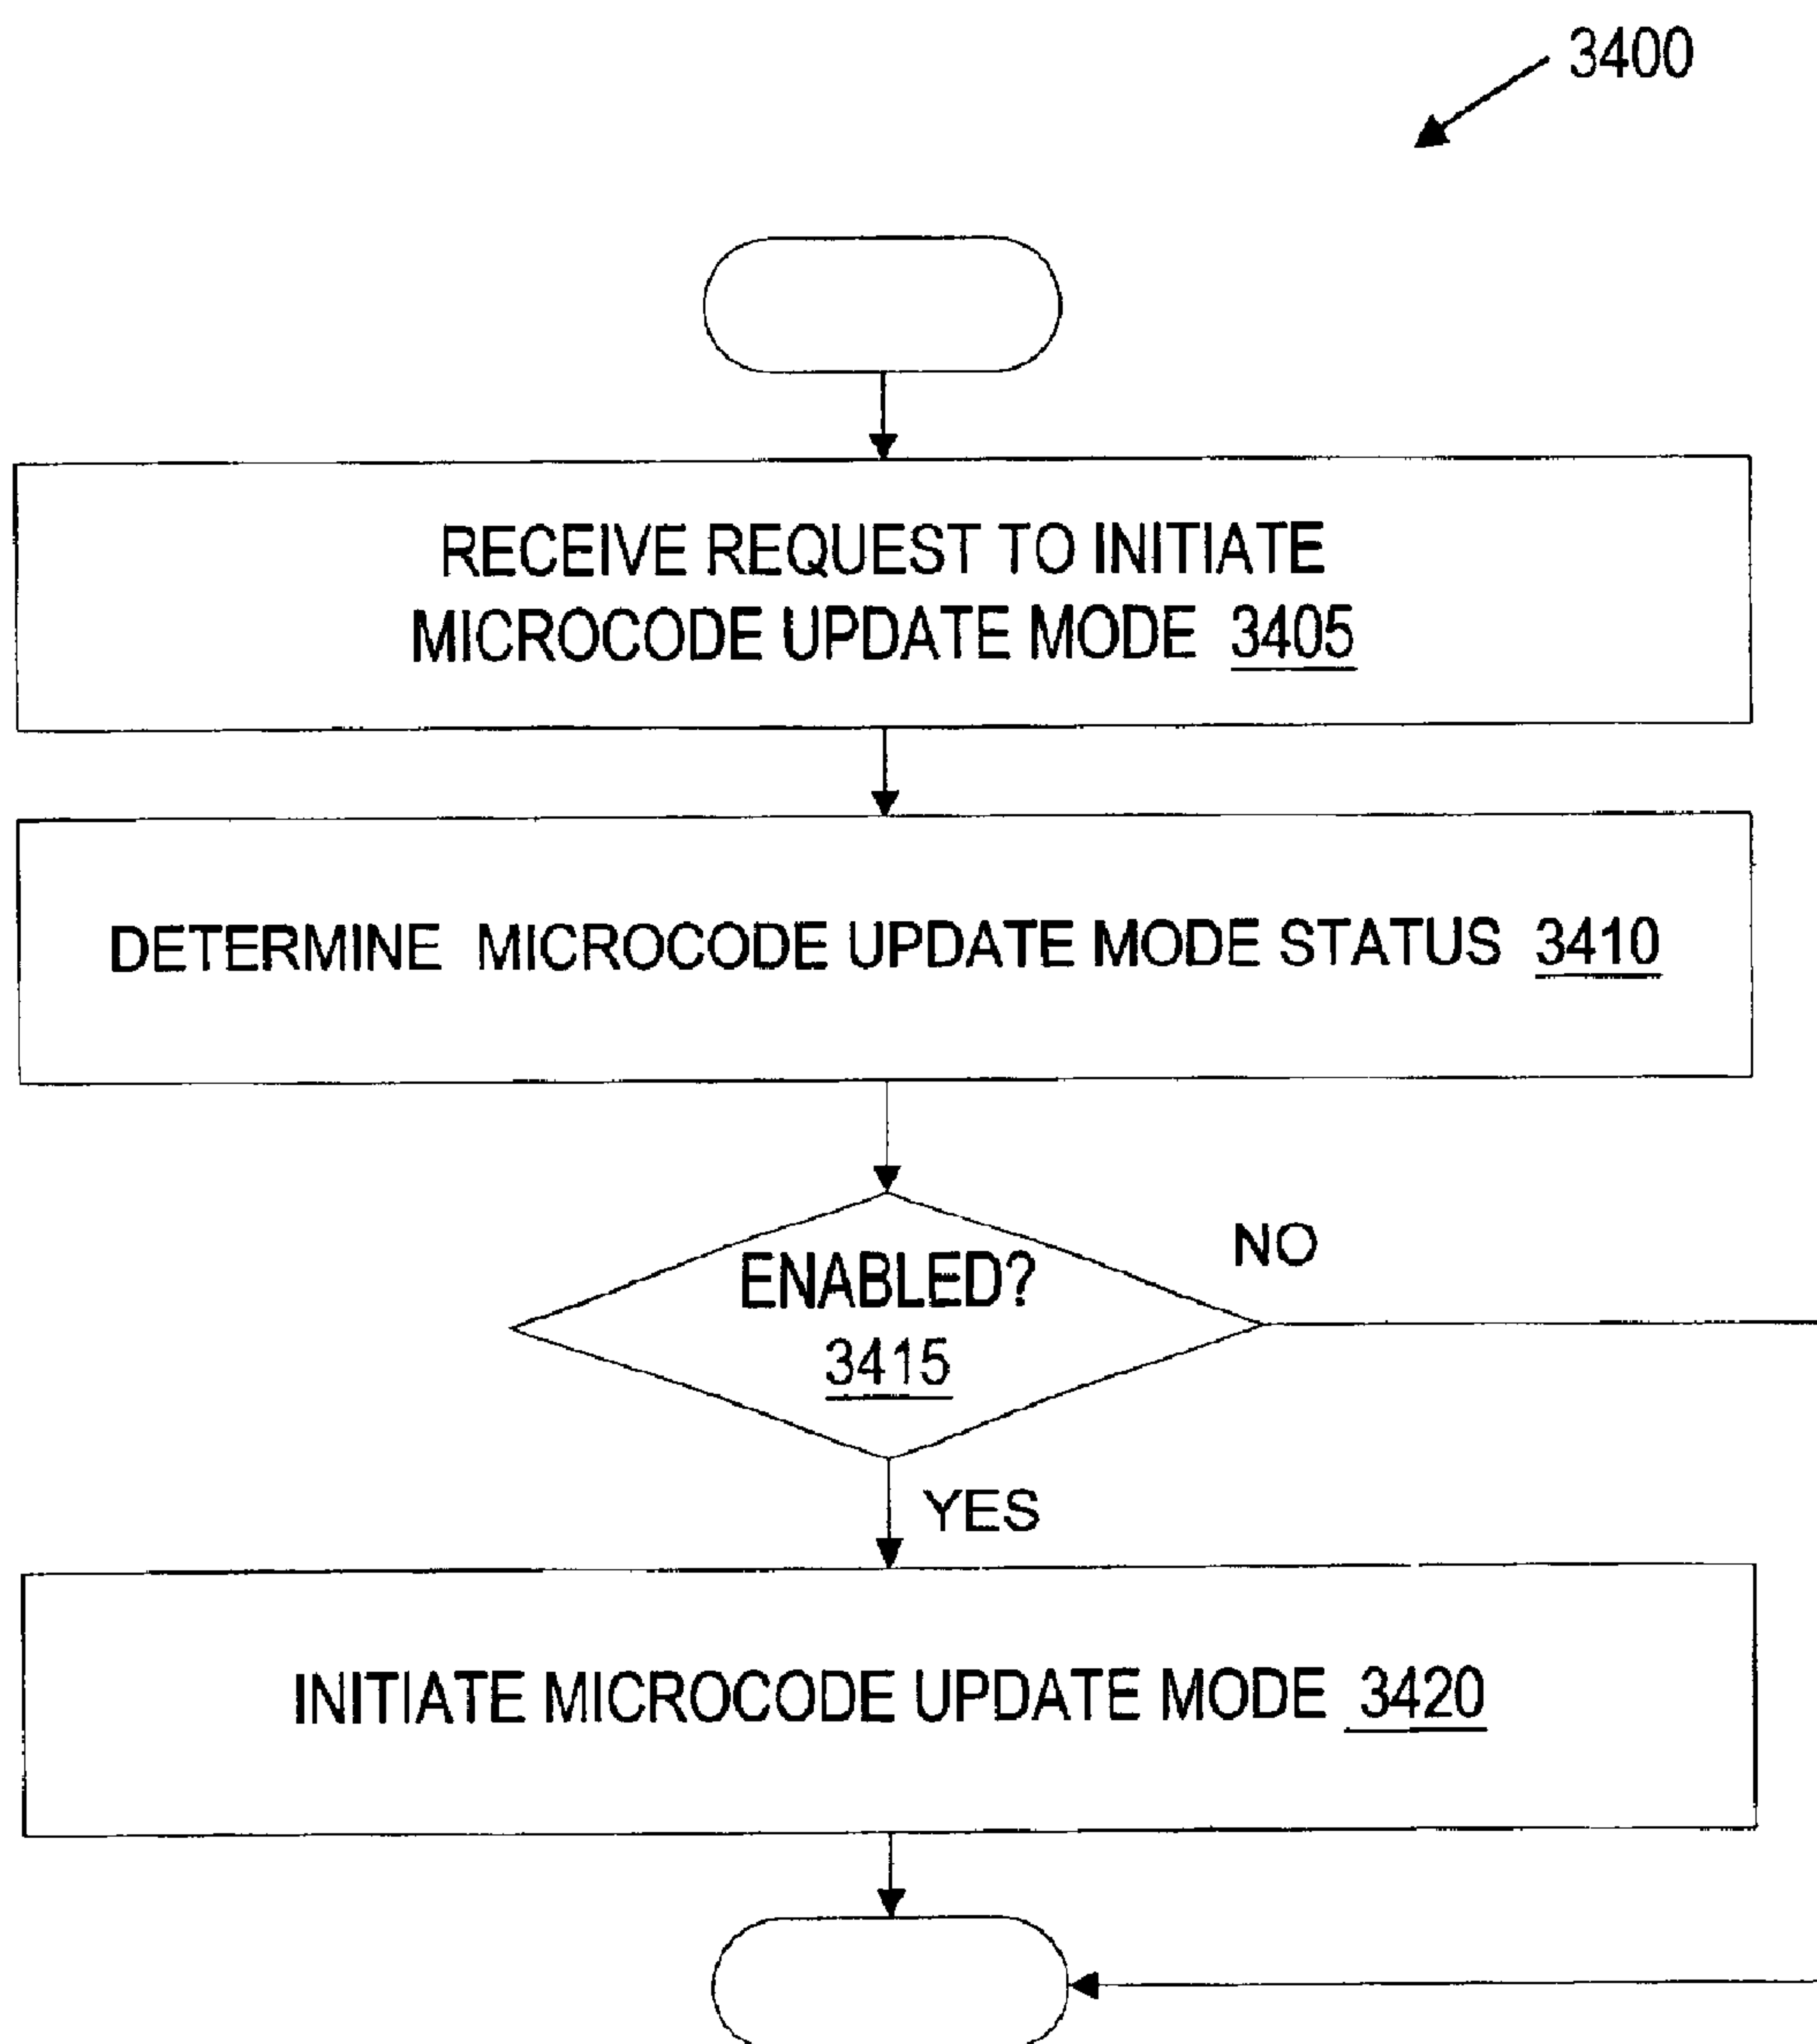 3400
RECEIVE REQUEST TO INITIATE
MICROCODE UPDATE MODE 3405
DETERMINE MICROCODE UPDATE MODE STATUS 3410
ENABLED?
3415
NO
YES
INITIATE MICROCODE UPDATE MODE 3420